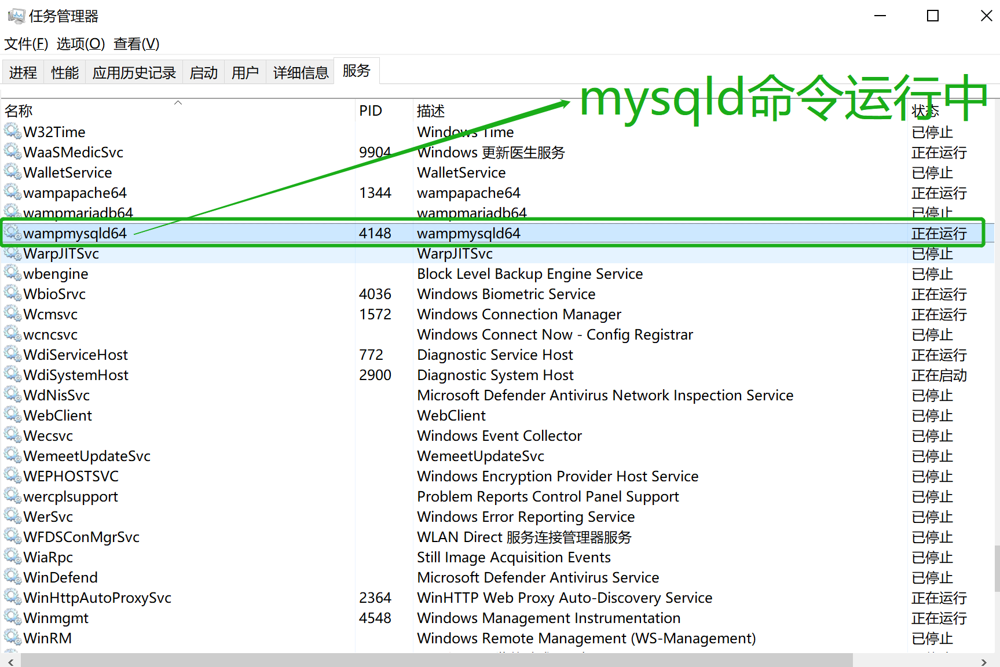 任务管理器
文件(F) 选项(O) 查看(V)
进程 性能 应用历史记录 启动 用户 详细信息 服务
mysqld命令运行中
名称 PID 描述 状态
W32Time Windows Time 已停止
WaaSMedicSvc 9904 Windows 更新医生服务 正在运行
WalletService WalletService 已停止
wampapache64 1344 wampapache64 正在运行
wampmariadb64 wampmariadb64 已停止
wampmysqld64 4148 wampmysqld64 正在运行
WarpJITSvc WarpJITSvc 已停止
wbengine Block Level Backup Engine Service 已停止
WbioSrvc 4036 Windows Biometric Service 正在运行
Wcmsvc 1572 Windows Connection Manager 正在运行
wcncsvc Windows Connect Now - Config Registrar 已停止
WdiServiceHost 772 Diagnostic Service Host 正在运行
WdiSystemHost 2900 Diagnostic System Host 正在启动
WdNisSvc Microsoft Defender Antivirus Network Inspection Service 已停止
WebClient WebClient 已停止
Wecsvc Windows Event Collector 已停止
WemeetUpdateSvc WemeetUpdateSvc 已停止
WEPHOSTSVC Windows Encryption Provider Host Service 已停止
wercplsupport Problem Reports Control Panel Support 已停止
WerSvc Windows Error Reporting Service 已停止
WFDSConMgrSvc WLAN Direct 服务连接管理器服务 已停止
WiaRpc Still Image Acquisition Events 已停止
WinDefend Microsoft Defender Antivirus Service 已停止
WinHttpAutoProxySvc 2364 WinHTTP Web Proxy Auto-Discovery Service 正在运行
Winmgmt 4548 Windows Management Instrumentation 正在运行
WinRM Windows Remote Management (WS-Management) 已停止